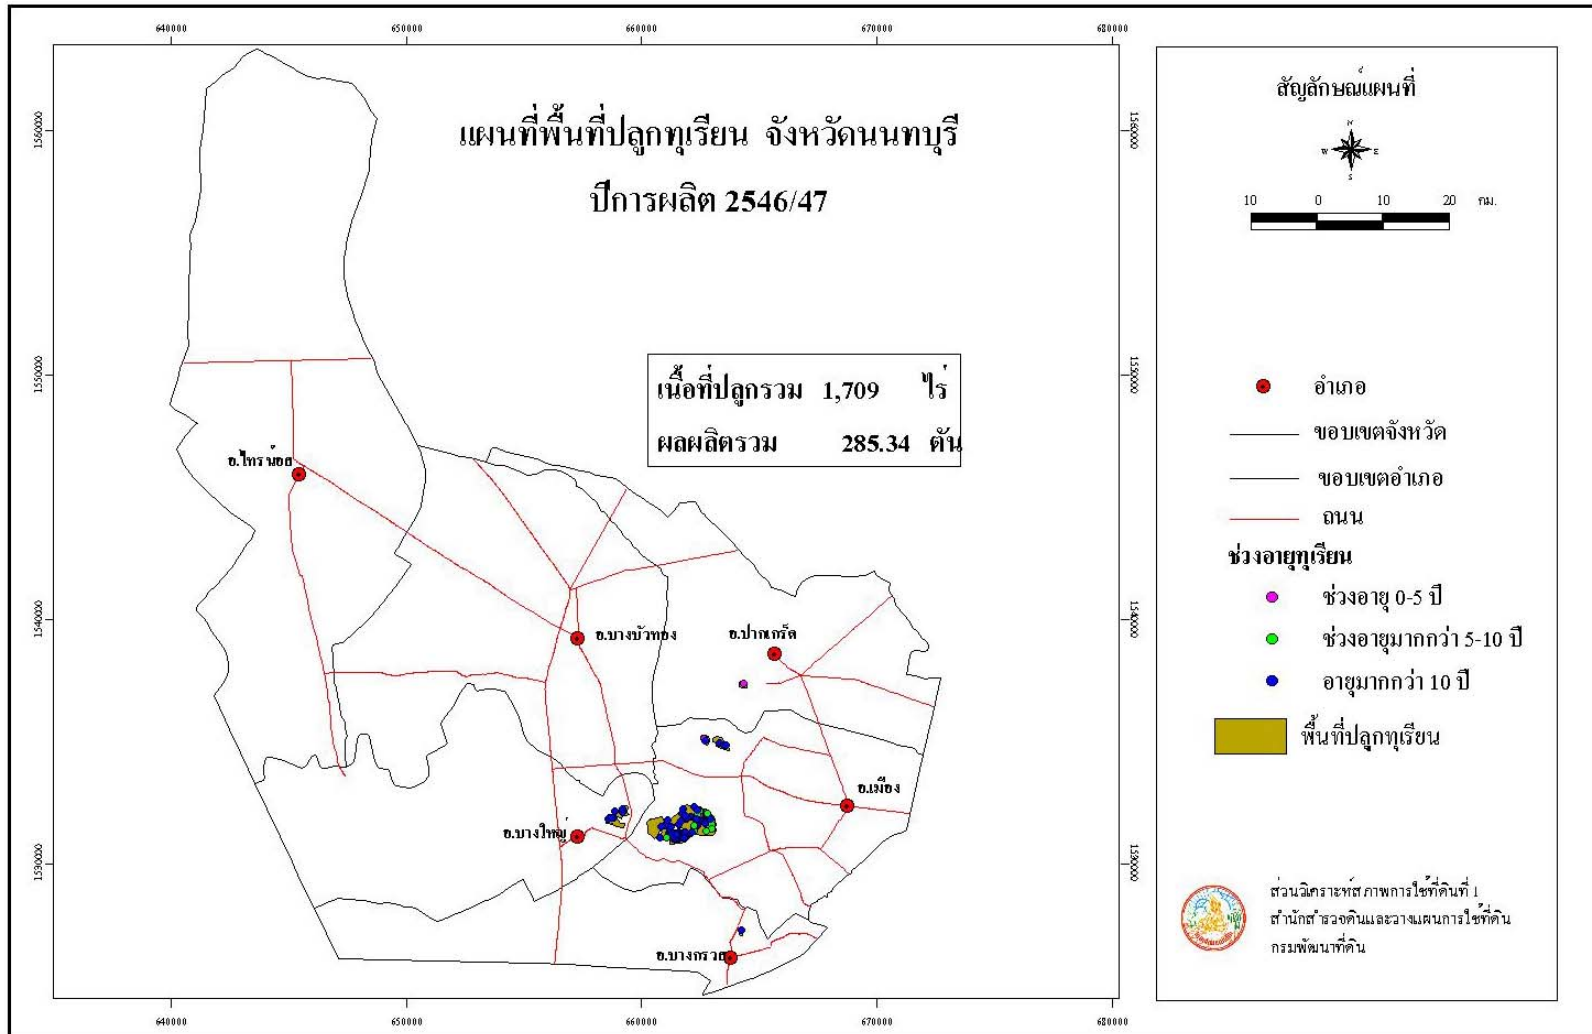 640000 650000 660000 670000 680000
แผนที่พื้นที่ปลูกทุเรียน จังหวัดนนทบุรี
ปีการผลิต 2546/47
เนื้อที่ปลูกรวม 1,709 ไร่
ผลผลิตรวม 285.34 ตัน
1560000
1550000
1540000
1530000
1560000
1550000
1540000
1530000
อ.ไทรน้อย
อ.บางบัวทอง
อ.ปากเกร็ด
อ.เมือง
อ.บางใหญ่
อ.บางกรวย
640000 650000 660000 670000 680000
สัญลักษณ์แผนที่
N
W E
S
10 0 10 20 กม.
อำเภอ
ขอบเขตจังหวัด
ขอบเขตอำเภอ
ถนน
ช่วงอายุทุเรียน
ช่วงอายุ 0-5 ปี
ช่วงอายุมากกว่า 5-10 ปี
อายุมากกว่า 10 ปี
พื้นที่ปลูกทุเรียน
ส่วนวิเคราะห์สภาพการใช้ที่ดินที่ 1
สำนักสำรวจดินและวางแผนการใช้ที่ดิน
กรมพัฒนาที่ดิน